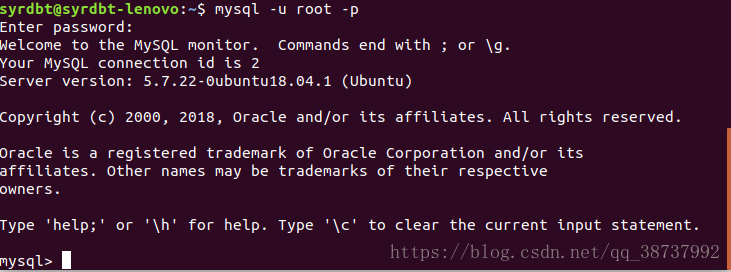 syrdbt@syrdbt-lenovo:~$ mysql -u root -p
Enter password:
Welcome to the MySQL monitor.  Commands end with ; or \g.
Your MySQL connection id is 2
Server version: 5.7.22-0ubuntu18.04.1 (Ubuntu)
Copyright (c) 2000, 2018, Oracle and/or its affiliates. All rights reserved.
Oracle is a registered trademark of Oracle Corporation and/or its
affiliates. Other names may be trademarks of their respective
owners.
Type 'help;' or '\h' for help. Type '\c' to clear the current input statement.
mysql>
https://blog.csdn.net/qq_38737992